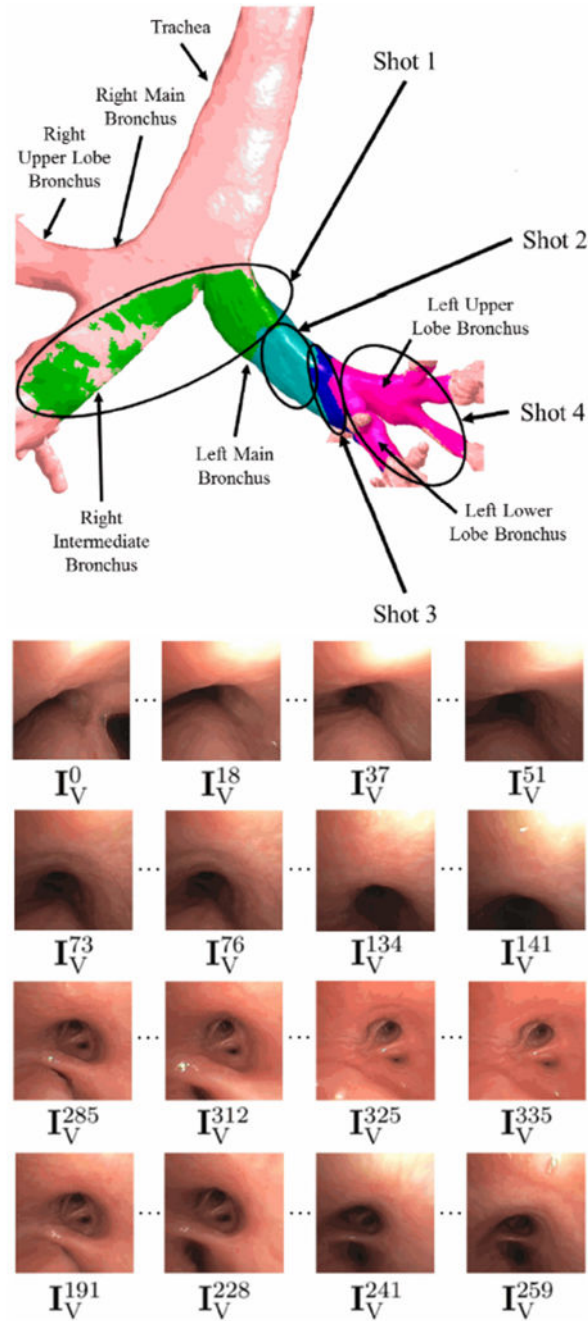 Trachea
Shot 1
Right Main
Bronchus
Right
Upper Lobe
Bronchus
Shot 2
Left Upper
Lobe Bronchus
Shot 4
Left Main
Bronchus
Right
Intermediate
Bronchus
Left Lower
Lobe Bronchus
Shot 3
... ... ...
I_V^0 I_V^18 I_V^37 I_V^51
... ... ...
I_V^73 I_V^76 I_V^134 I_V^141
... ... ...
I_V^285 I_V^312 I_V^325 I_V^335
... ... ...
I_V^191 I_V^228 I_V^241 I_V^259